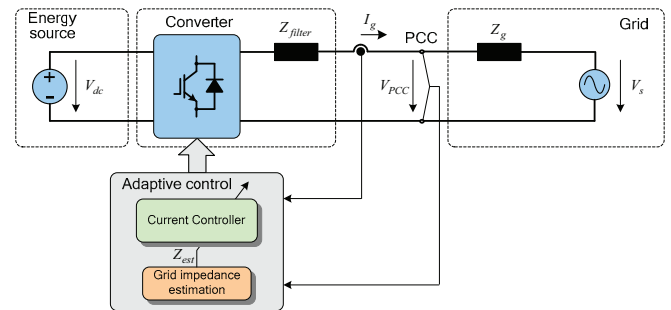 Energy
source
Converter
Z_filter
I_g
PCC
Z_g
Grid
+
-
V_dc
V_PCC
V_s
Adaptive control
Current Controller
Z_est
Grid impedance
estimation